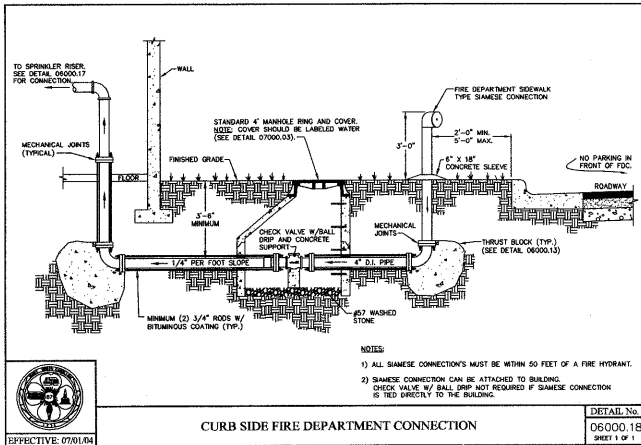 TO SPRINKLER RISER.
SEE DETAIL 06000.17
FOR CONNECTION.
WALL
FIRE DEPARTMENT SIDEWALK
TYPE SIAMESE CONNECTION
STANDARD 4' MANHOLE RING AND COVER.
NOTE: COVER SHOULD BE LABELED WATER
(SEE DETAIL 07000.03).
MECHANICAL JOINTS
(TYPICAL)
FINISHED GRADE
3'-0"
2'-0" MIN.
5'-0" MAX.
6" X 18"
CONCRETE SLEEVE
NO PARKING IN
FRONT OF FDC.
FLOOR
ROADWAY
3'-6"
MINIMUM
CHECK VALVE W/BALL
DRIP AND CONCRETE
SUPPORT
MECHANICAL
JOINTS
THRUST BLOCK (TYP.)
(SEE DETAIL 06000.13)
1/4" PER FOOT SLOPE
4" D.I. PIPE
MINIMUM (2) 3/4" RODS W/
BITUMINOUS COATING (TYP.)
#57 WASHED
STONE
NOTES:
1) ALL SIAMESE CONNECTION'S MUST BE WITHIN 50 FEET OF A FIRE HYDRANT.
2) SIAMESE CONNECTION CAN BE ATTACHED TO BUILDING.
CHECK VALVE W/ BALL DRIP NOT REQUIRED IF SIAMESE CONNECTION
IS TIED DIRECTLY TO THE BUILDING.
EFFECTIVE: 07/01/04
CURB SIDE FIRE DEPARTMENT CONNECTION
DETAIL No.
06000.18
SHEET 1 OF 1